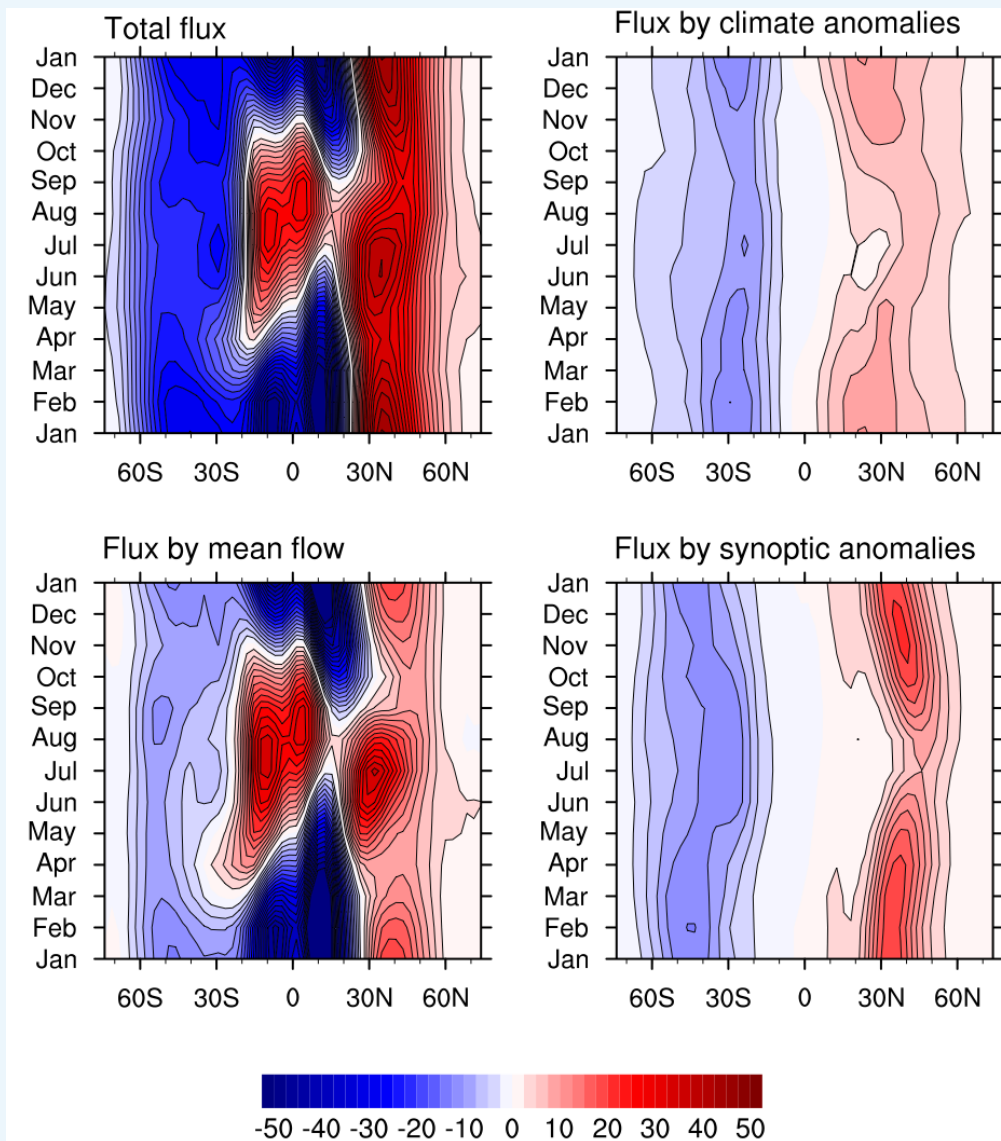 Total flux
Flux by climate anomalies
Jan
Dec
Nov
Oct
Sep
Aug
Jul
Jun
May
Apr
Mar
Feb
Jan
60S 30S 0 30N 60N
Jan
Dec
Nov
Oct
Sep
Aug
Jul
Jun
May
Apr
Mar
Feb
Jan
60S 30S 0 30N 60N
Flux by mean flow
Flux by synoptic anomalies
Jan
Dec
Nov
Oct
Sep
Aug
Jul
Jun
May
Apr
Mar
Feb
Jan
60S 30S 0 30N 60N
Jan
Dec
Nov
Oct
Sep
Aug
Jul
Jun
May
Apr
Mar
Feb
Jan
60S 30S 0 30N 60N
-50 -40 -30 -20 -10 0 10 20 30 40 50